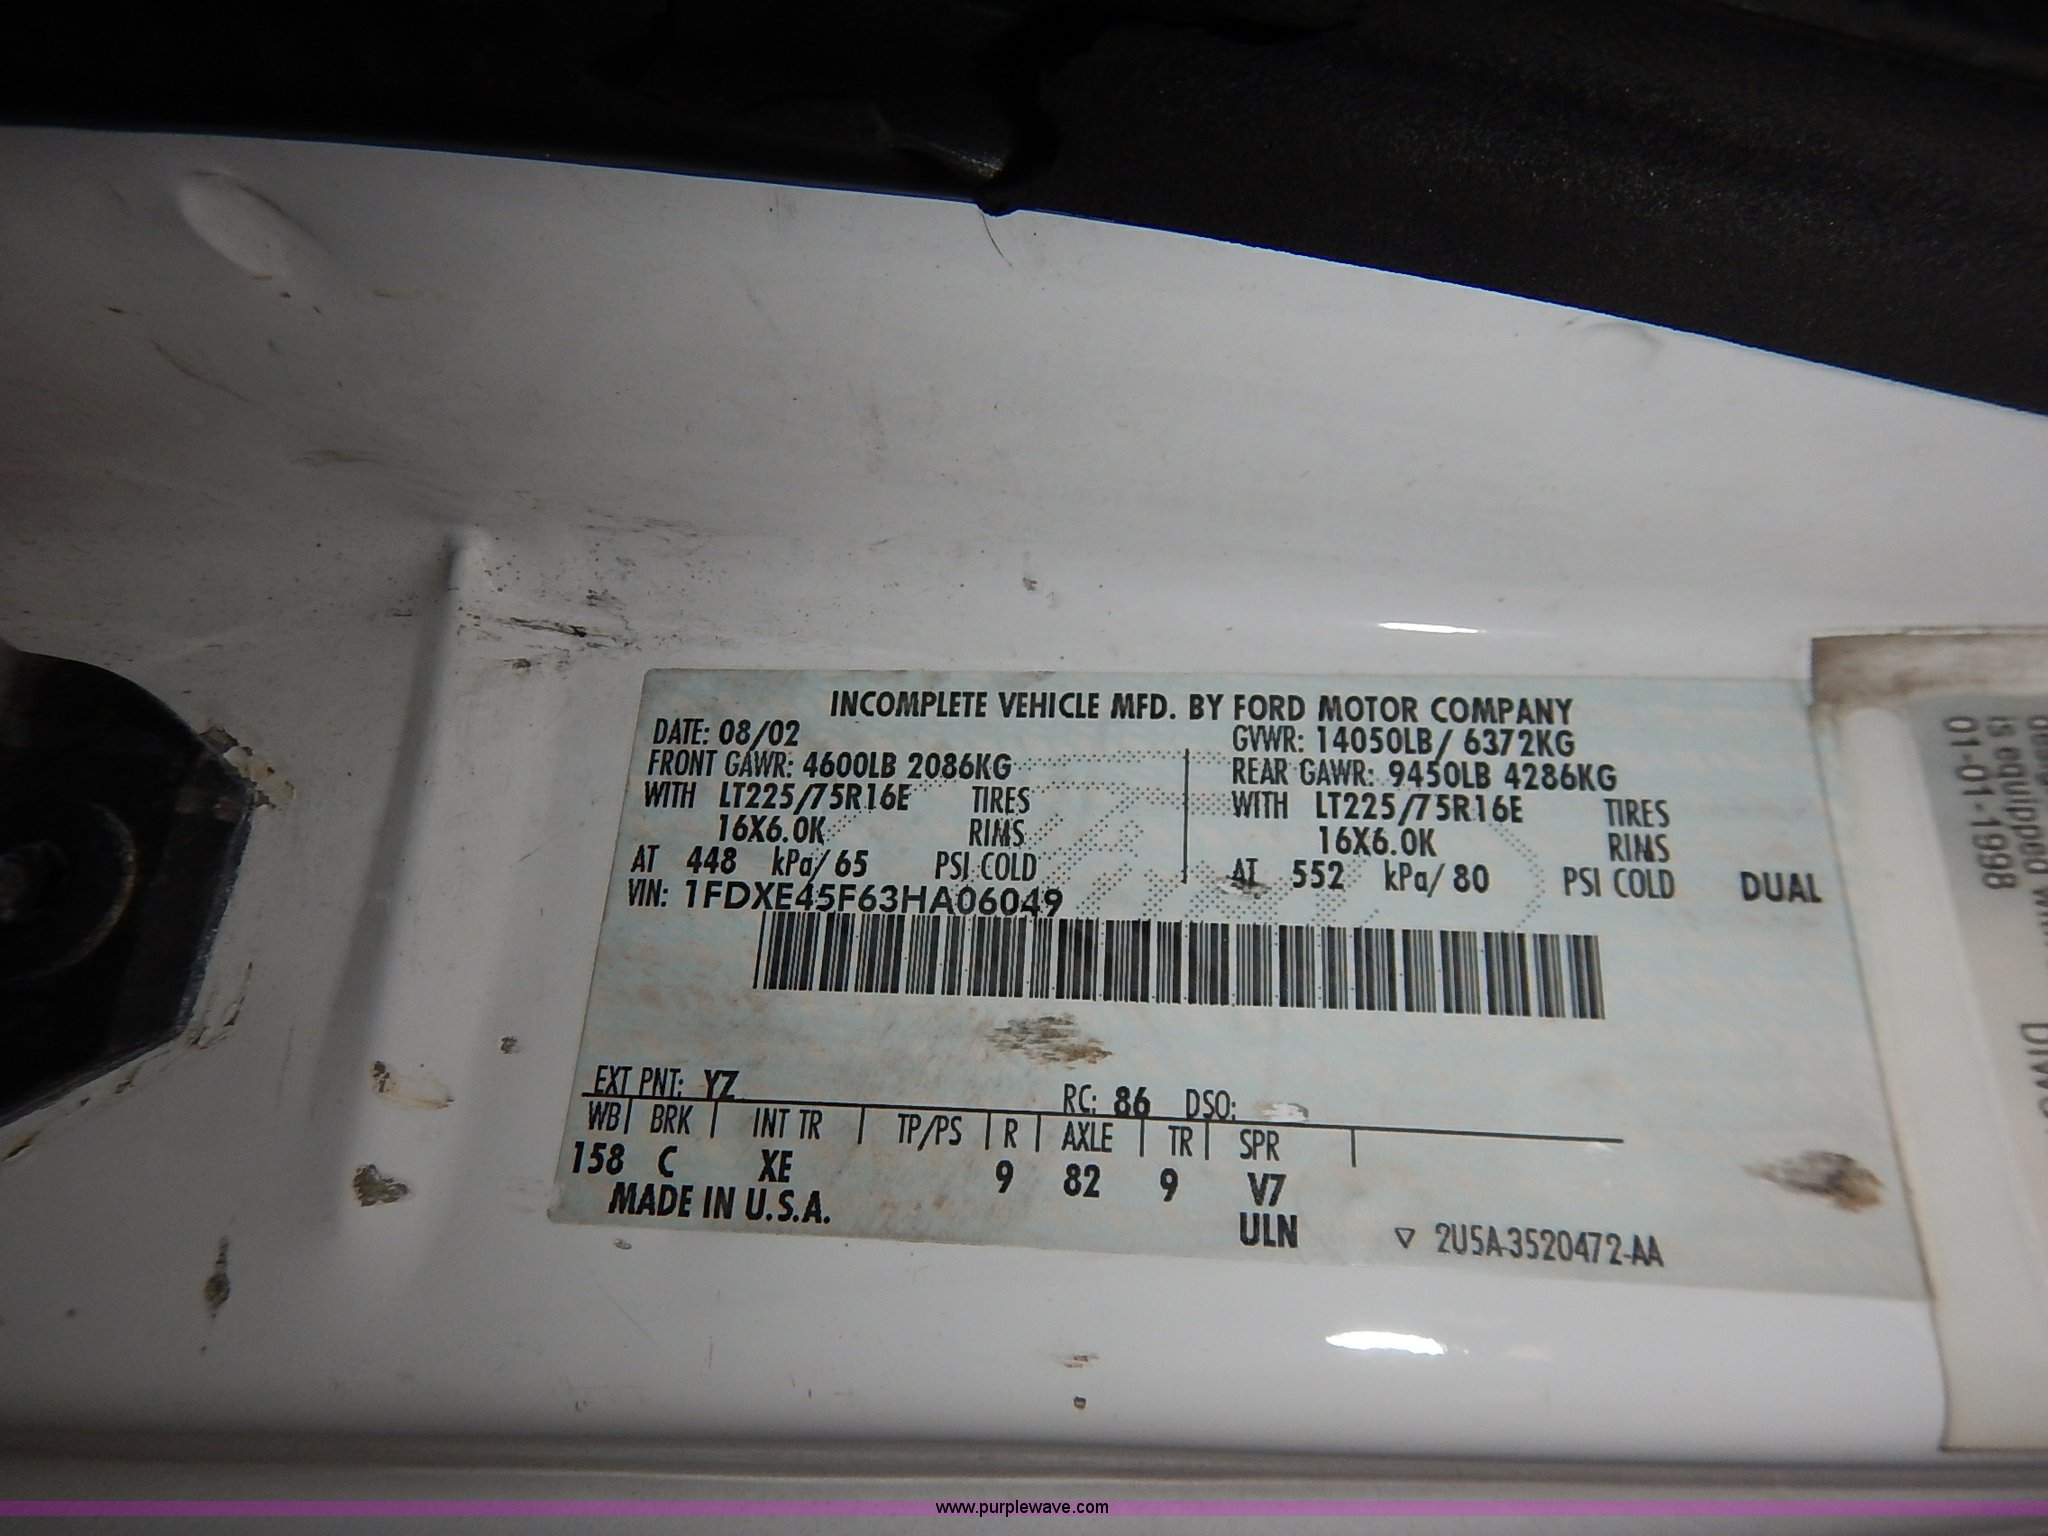 INCOMPLETE VEHICLE MFD. BY FORD MOTOR COMPANY
DATE: 08/02 GVWR: 14050LB/ 6372KG
FRONT GAWR: 4600LB 2086KG REAR GAWR: 9450LB 4286KG
WITH LT225/75R16E TIRES WITH LT225/75R16E TIRES
16X6.0K RIMS 16X6.0K RIMS
AT 448 kPa/65 PSI COLD AT 552 kPa/80 PSI COLD DUAL
VIN: 1FDXE45F63HA06049
EXT PNT: YZ RC: 86 DSO:
WB BRK INT TR TP/PS R AXLE TR SPR
158 C XE 9 82 9 V7
MADE IN U.S.A. ULN ▽ 2U5A-3520472-AA
is equipped
01-01-1998
www.purplewave.com